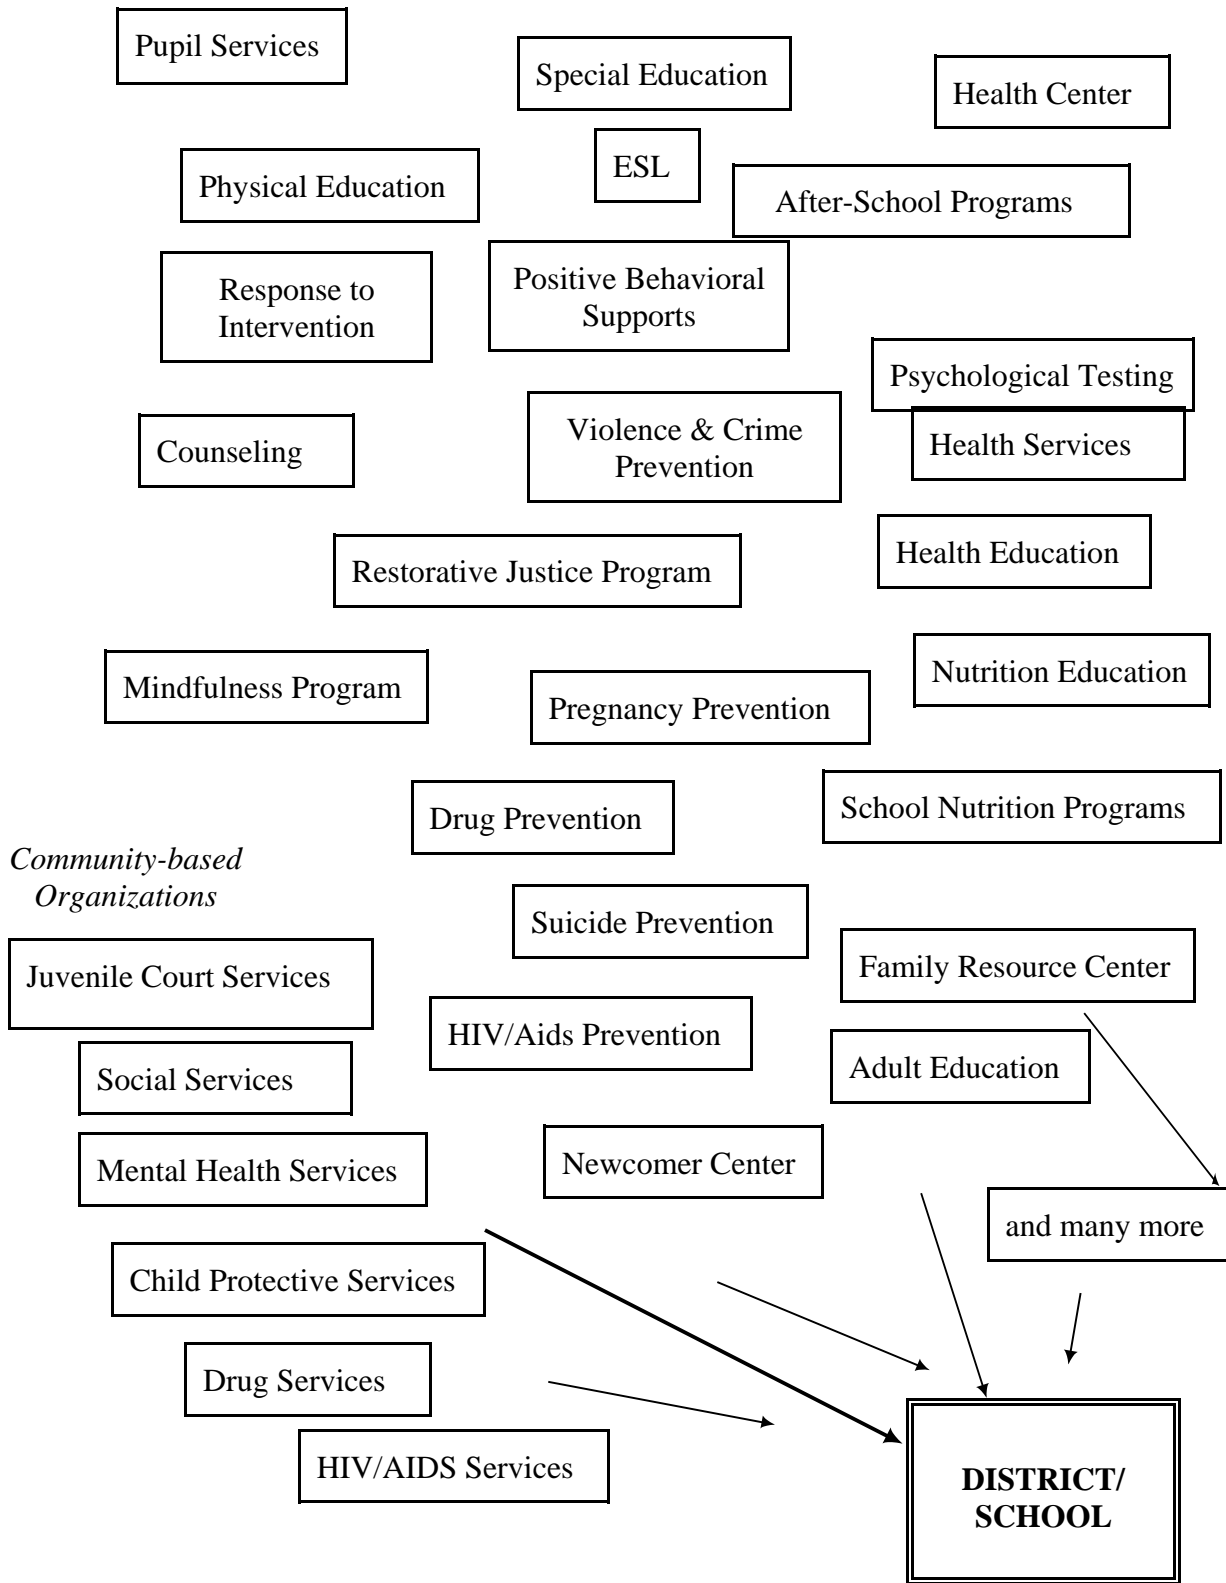 Pupil Services
Special Education
Health Center
ESL
Physical Education
After-School Programs
Response to
Intervention
Positive Behavioral
Supports
Psychological Testing
Counseling
Violence & Crime
Prevention
Health Services
Restorative Justice Program
Health Education
Mindfulness Program
Pregnancy Prevention
Nutrition Education
Drug Prevention
School Nutrition Programs
Community-based
Organizations
Suicide Prevention
Juvenile Court Services
Family Resource Center
HIV/Aids Prevention
Social Services
Adult Education
Mental Health Services
Newcomer Center
and many more
Child Protective Services
Drug Services
HIV/AIDS Services
DISTRICT/
SCHOOL